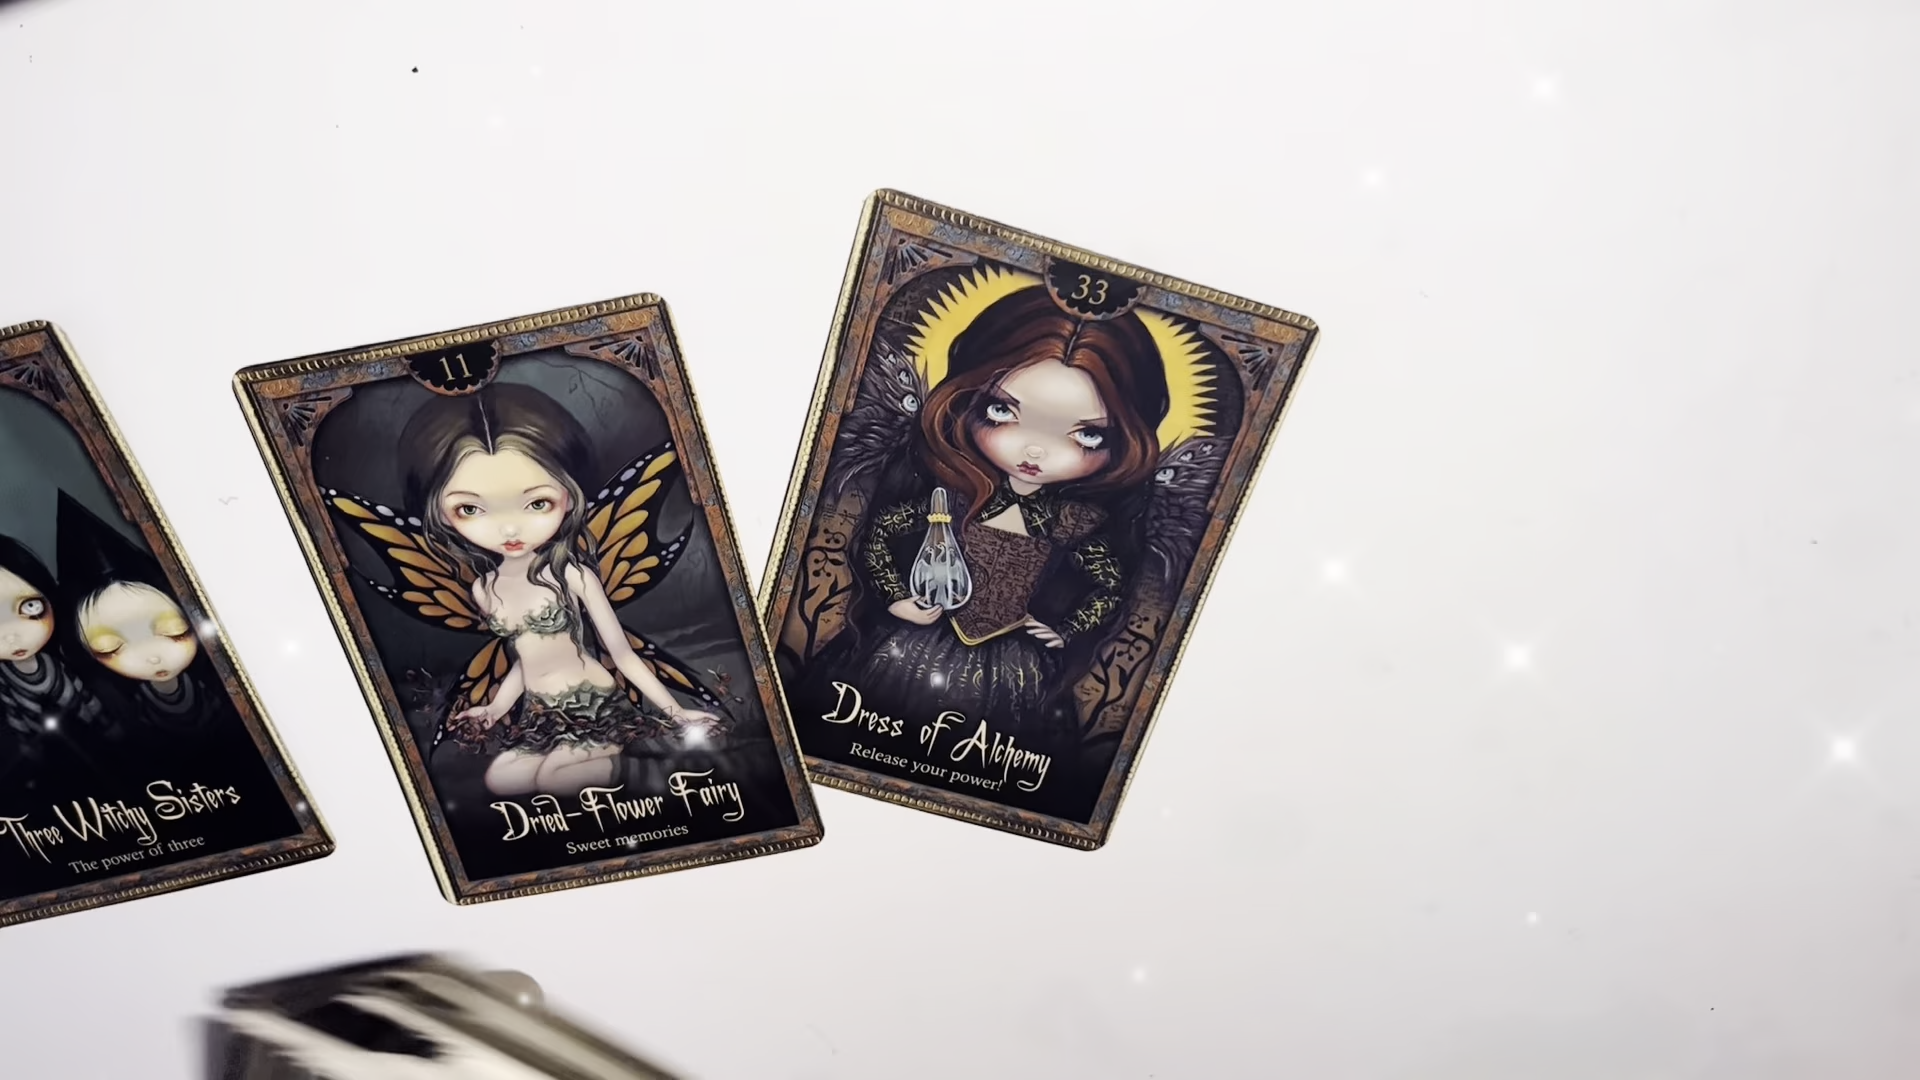 Three Witchy Sisters
The power of three
11
Dried-Flower Fairy
Sweet memories
33
Dress of Alchemy
Release your power!